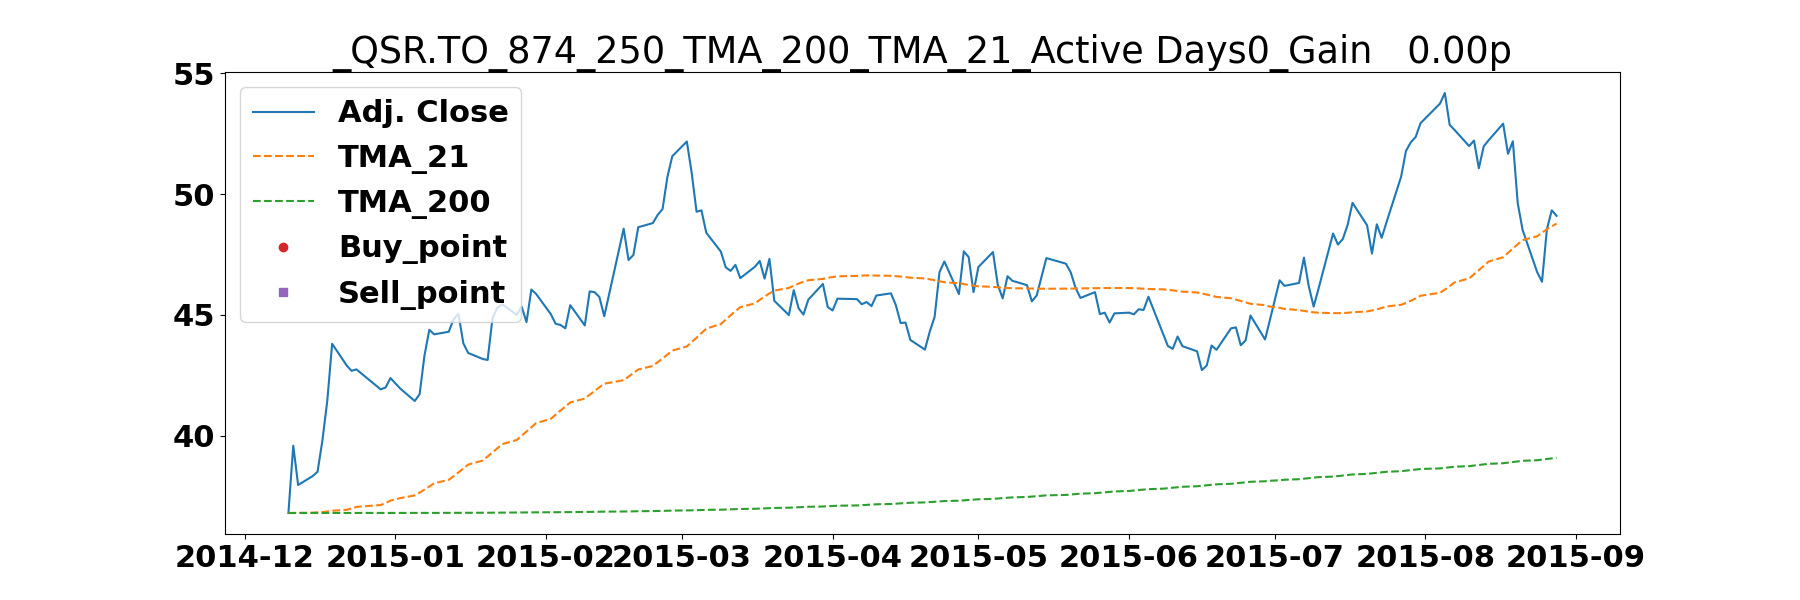 _QSR.TO_874_250_TMA_200_TMA_21_Active Days0_Gain   0.00p
55
50
45
40
Adj. Close
TMA_21
TMA_200
Buy_point
Sell_point
2014-12 2015-01 2015-02 2015-03 2015-04 2015-05 2015-06 2015-07 2015-08 2015-09